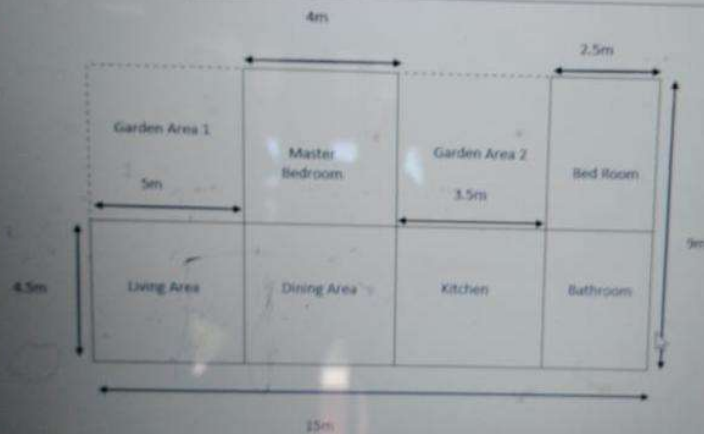 4m
2.5m
Garden Area 1
Master
Bedroom
Garden Area 2
Bed Room
5m
3.5m
9m
4.5m
Living Area
Dining Area
Kitchen
Bathroom
15m